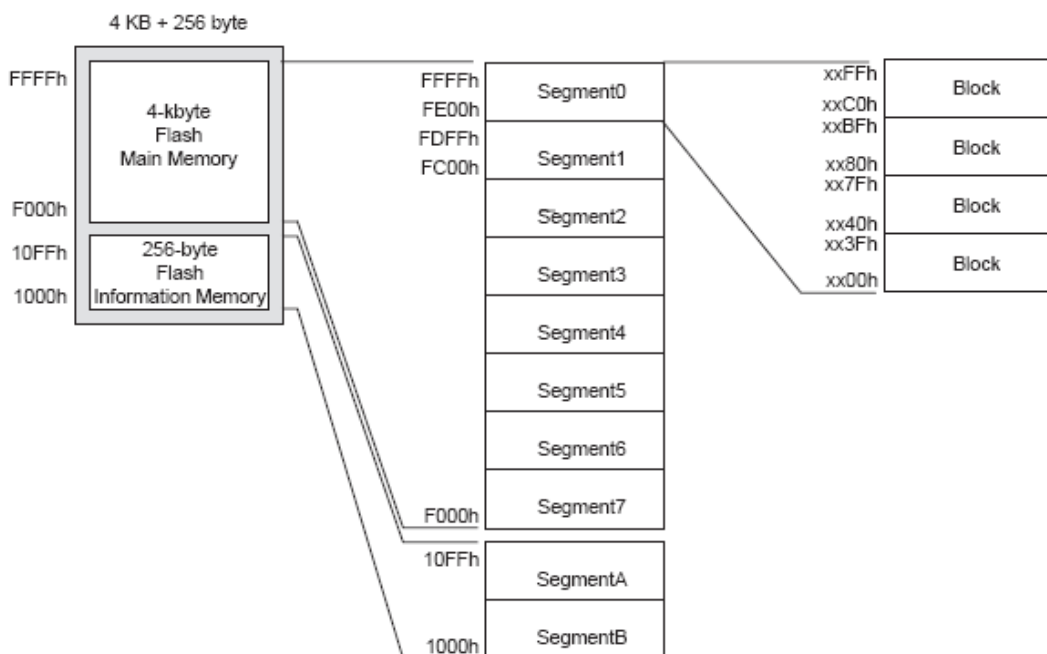 4 KB + 256 byte
FFFFh
4-kbyte
Flash
Main Memory
F000h
10FFh
256-byte
Flash
Information Memory
1000h
FFFFh
FE00h
FDFFh
FC00h
F000h
10FFh
1000h
Segment0
Segment1
Segment2
Segment3
Segment4
Segment5
Segment6
Segment7
SegmentA
SegmentB
xxFFh
xxC0h
xxBFh
xx80h
xx7Fh
xx40h
xx3Fh
xx00h
Block
Block
Block
Block